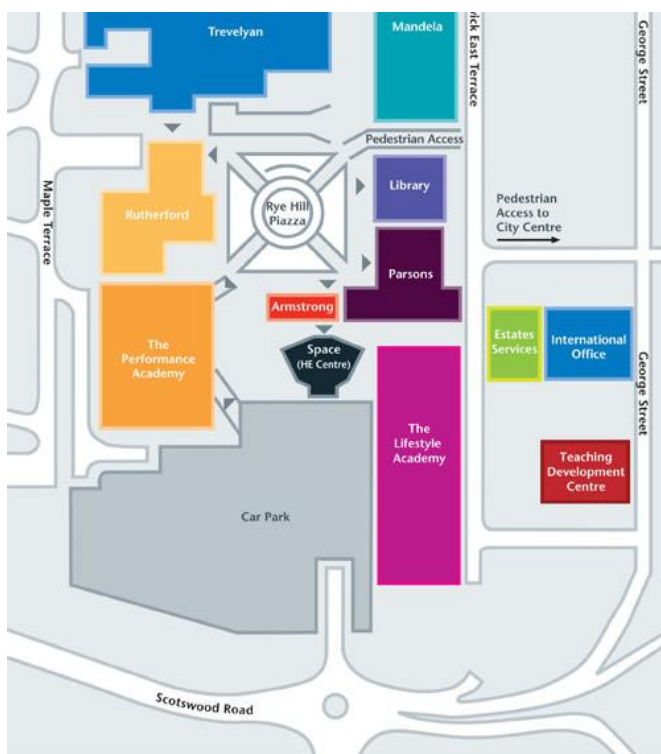 Trevelyan
Mandela
ick East Terrace
George Street
Pedestrian Access
Library
Rye Hill
Piazza
Rutherford
Maple Terrace
Pedestrian
Access to
City Centre
Parsons
Armstrong
The
Performance
Academy
Space
(HE Centre)
Estates
Services
International
Office
George Street
The
Lifestyle
Academy
Teaching
Development
Centre
Car Park
Scotswood Road